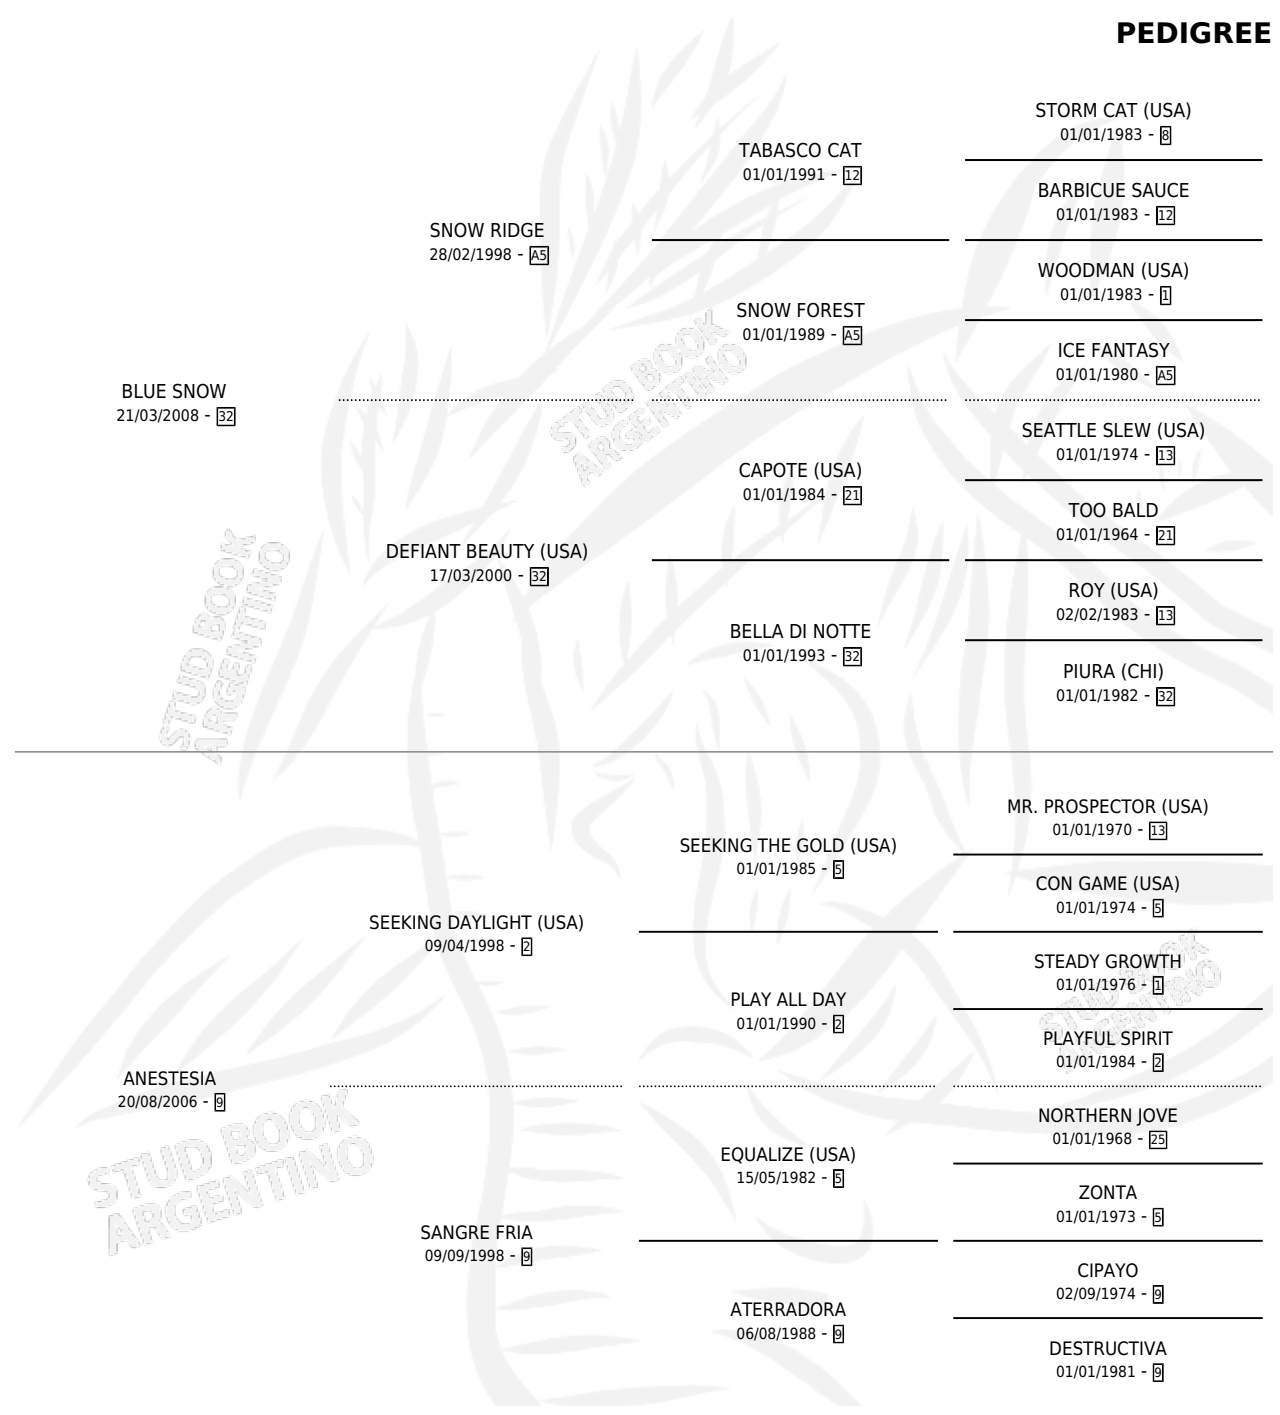 PEDIGREE
STORM CAT (USA)
01/01/1983 - 8
TABASCO CAT
01/01/1991 - 12
BARBICUE SAUCE
01/01/1983 - 12
SNOW RIDGE
28/02/1998 - A5
WOODMAN (USA)
01/01/1983 - 1
SNOW FOREST
01/01/1989 - A5
ICE FANTASY
01/01/1980 - A5
BLUE SNOW
21/03/2008 - 32
SEATTLE SLEW (USA)
01/01/1974 - 13
CAPOTE (USA)
01/01/1984 - 21
TOO BALD
01/01/1964 - 21
DEFIANT BEAUTY (USA)
17/03/2000 - 32
ROY (USA)
02/02/1983 - 13
BELLA DI NOTTE
01/01/1993 - 32
PIURA (CHI)
01/01/1982 - 32
MR. PROSPECTOR (USA)
01/01/1970 - 13
SEEKING THE GOLD (USA)
01/01/1985 - 5
CON GAME (USA)
01/01/1974 - 5
SEEKING DAYLIGHT (USA)
09/04/1998 - 2
STEADY GROWTH
01/01/1976 - 1
PLAY ALL DAY
01/01/1990 - 2
PLAYFUL SPIRIT
01/01/1984 - 2
ANESTESIA
20/08/2006 - 9
NORTHERN JOVE
01/01/1968 - 25
EQUALIZE (USA)
15/05/1982 - 5
ZONTA
01/01/1973 - 5
SANGRE FRIA
09/09/1998 - 9
CIPAYO
02/09/1974 - 9
ATERRADORA
06/08/1988 - 9
DESTRUCTIVA
01/01/1981 - 9
STUD BOOK
ARGENTINO
STUD BOOK
ARGENTINO
STUD BOOK
ARGENTINO
STUD BOOK
ARGENTINO